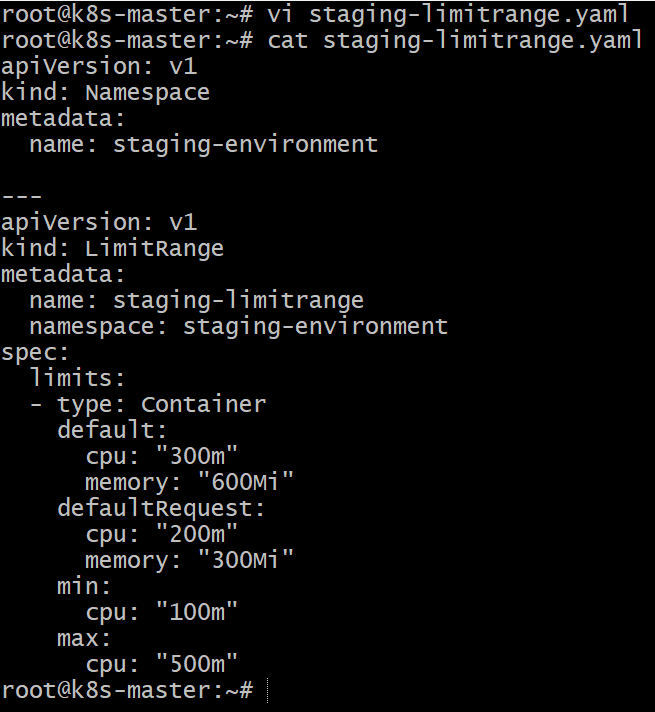 root@k8s-master:~# vi staging-limitrange.yaml
root@k8s-master:~# cat staging-limitrange.yaml
apiVersion: v1
kind: Namespace
metadata:
  name: staging-environment

---
apiVersion: v1
kind: LimitRange
metadata:
  name: staging-limitrange
  namespace: staging-environment
spec:
  limits:
  - type: Container
    default:
      cpu: "300m"
      memory: "600Mi"
    defaultRequest:
      cpu: "200m"
      memory: "300Mi"
    min:
      cpu: "100m"
    max:
      cpu: "500m"
root@k8s-master:~#